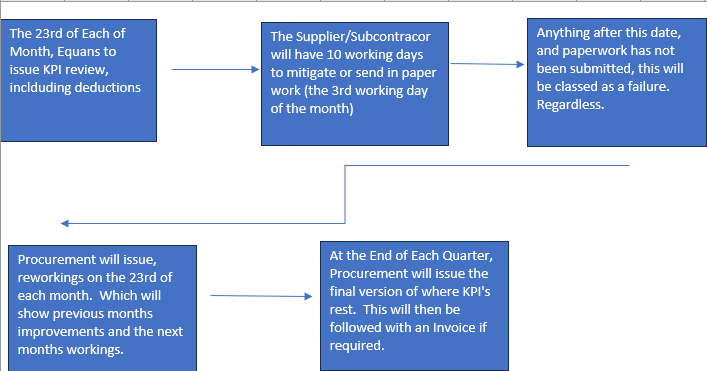 The 23rd of Each of
Month, Equans to
issue KPI review,
inclduing deductions
The Supplier/Subcontracor
will have 10 working days
to mitigate or send in paper
work (the 3rd working day
of the month)
Anything after this date,
and paperwork has not
been submitted, this will
be classed as a failure.
Regardless.
Procurement will issue,
reworkings on the 23rd of
each month.  Which will
show previous months
improvements and the next
months workings.
At the End of Each Quarter,
Procurement will issue the
final version of where KPI's
rest.  This will then be
followed with an Invoice if
required.